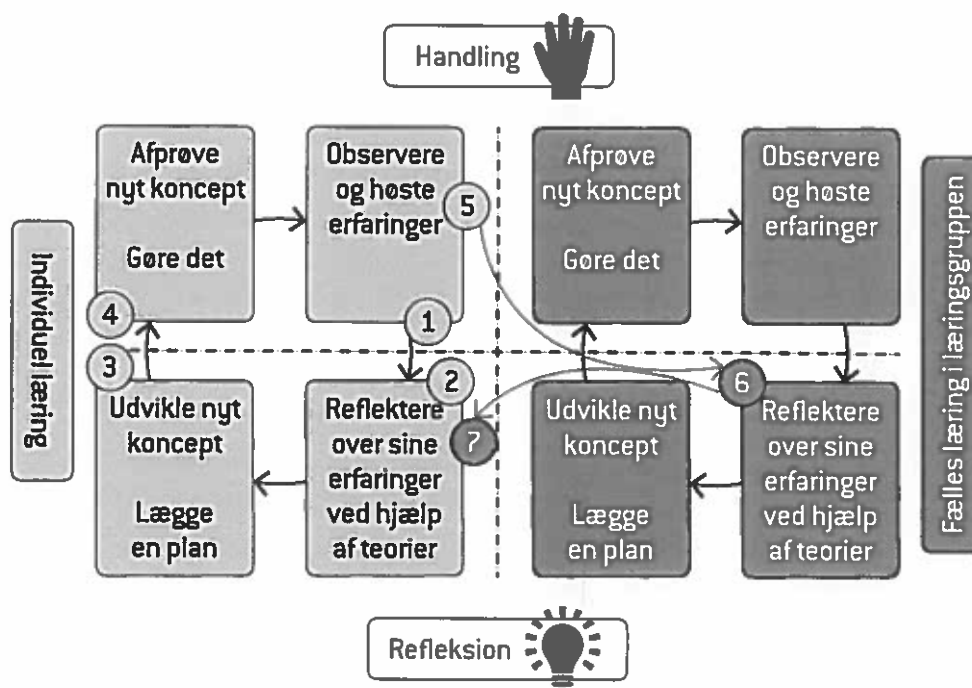 Handling
Individuel læring
Afprøve
nyt koncept
Gøre det
4
Observere
og høste
erfaringer
5
1
3
Udvikle nyt
koncept
Lægge
en plan
2
Reflektere
over sine
erfaringer
ved hjælp
af teorier
7
Afprøve
nyt koncept
Gøre det
Observere
og høste
erfaringer
Udvikle nyt
koncept
Lægge
en plan
6
Reflektere
over sine
erfaringer
ved hjælp
af teorier
Fælles læring i læringsgruppen
Refleksion